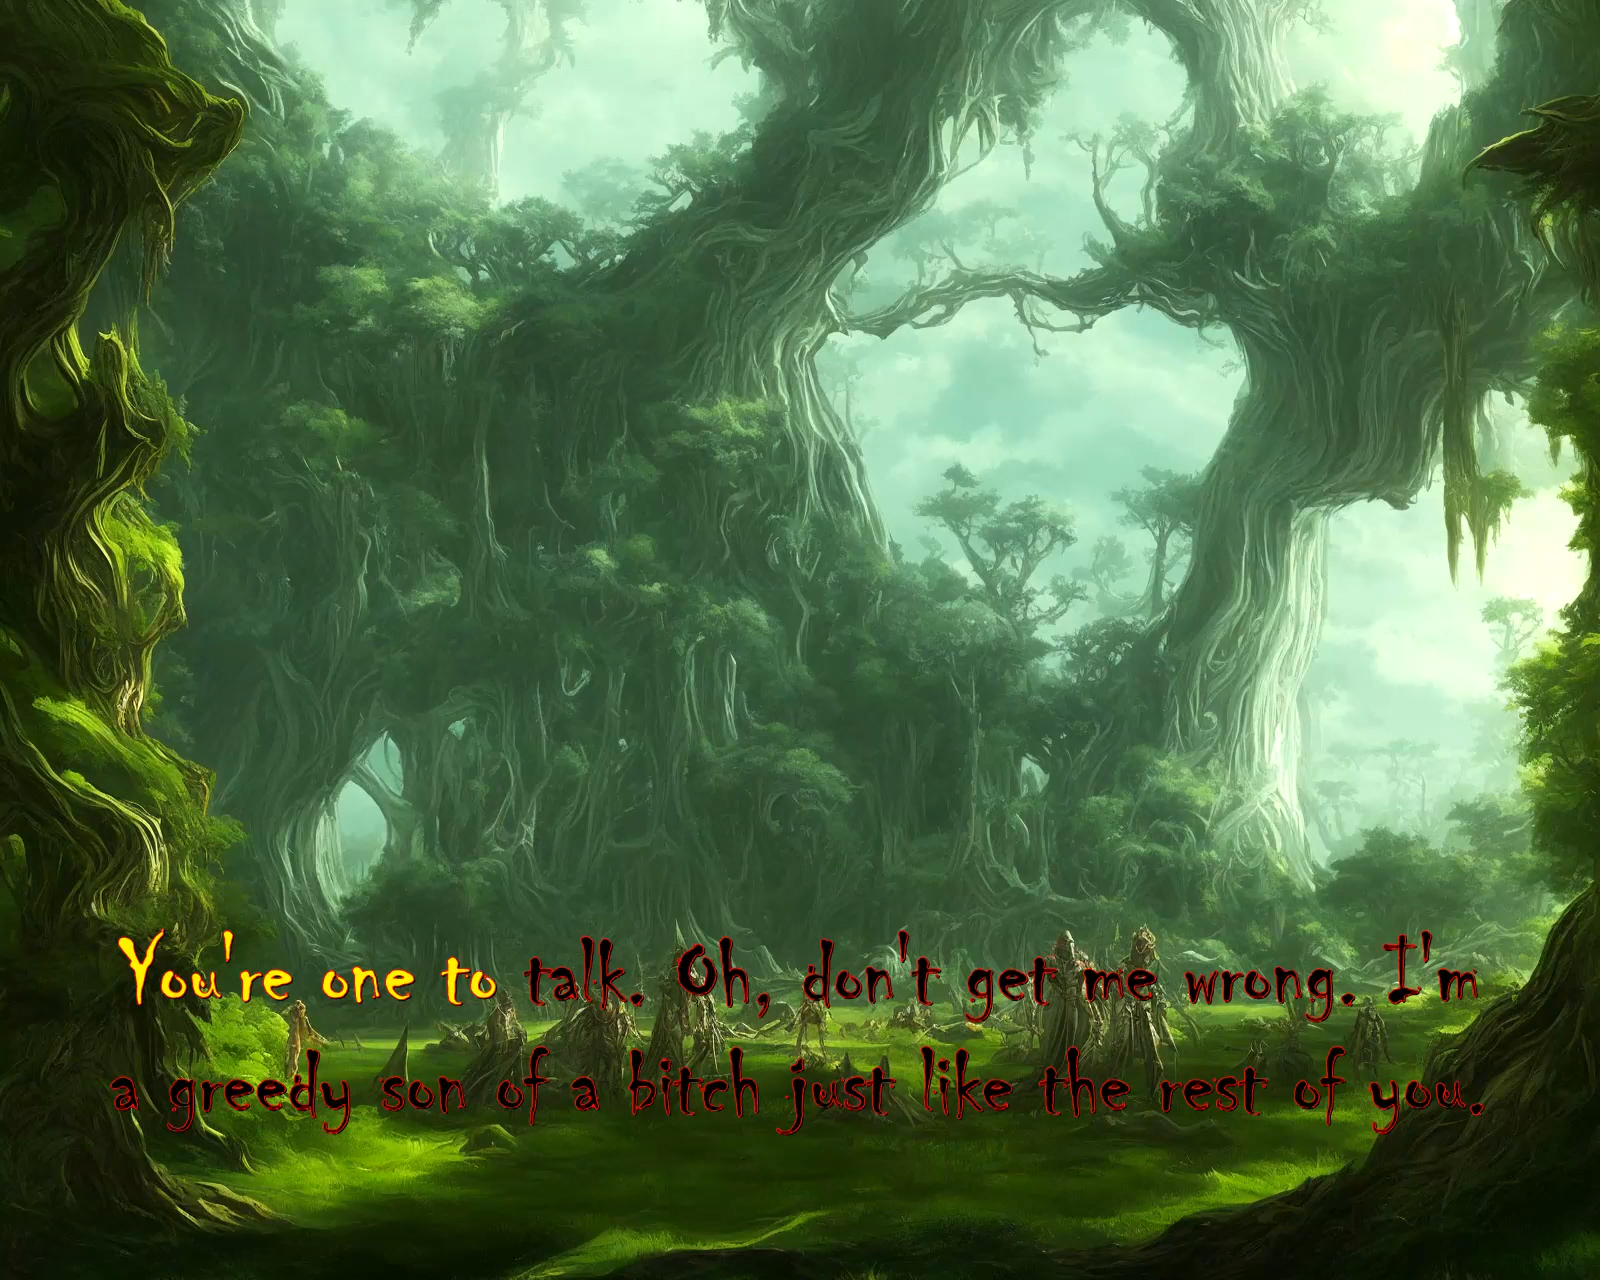 You're one to talk. Oh, don't get me wrong. I'm
a greedy son of a bitch just like the rest of you.